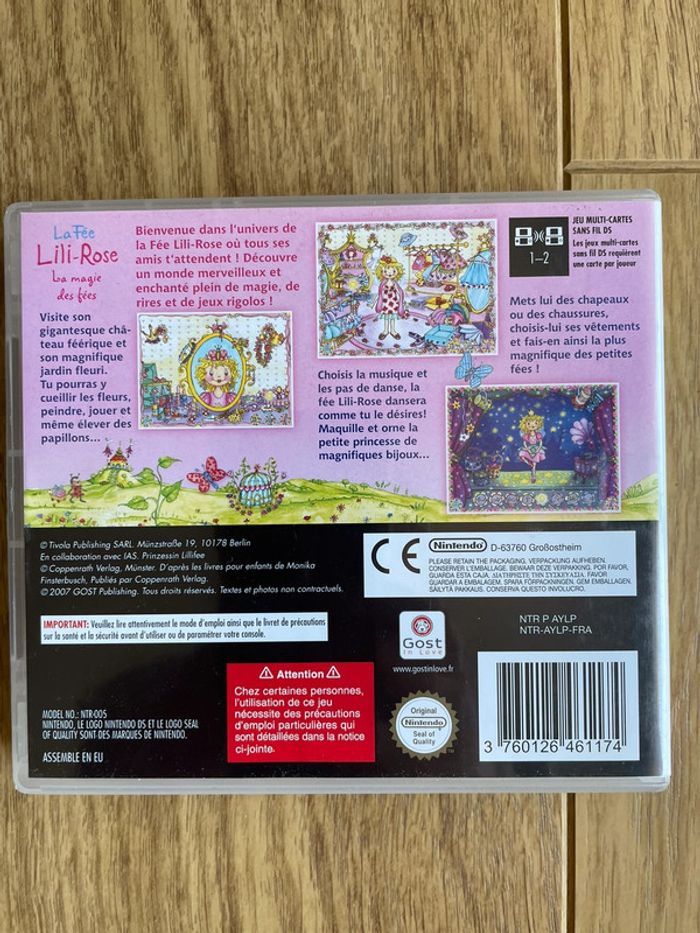 La Fée
Lili-Rose
La magie
des fées
Bienvenue dans l'univers de
la Fée Lili-Rose où tous ses
amis t'attendent ! Découvre
un monde merveilleux et
enchanté plein de magie, de
rires et de jeux rigolos !
Visite son
gigantesque châ-
teau féérique et
son magnifique
jardin fleuri.
Tu pourras y
cueillir les fleurs,
peindre, jouer et
même élever des
papillons...
Choisis la musique et
les pas de danse, la
fée Lili-Rose dansera
comme tu le désires!
Maquille et orne la
petite princesse de
magnifiques bijoux...
1–2
JEU MULTI-CARTES
SANS FIL DS
Les jeux multi-cartes
sans fil DS requièrent
une carte par joueur
Mets lui des chapeaux
ou des chaussures,
choisis-lui ses vêtements
et fais-en ainsi la plus
magnifique des petites
fées !
© Tivola Publishing SARL. Münzstraße 19, 10178 Berlin
En collaboration avec IAS. Prinzessin Lillifee
© Coppenrath Verlag, Münster. D'après les livres pour enfants de Monika
Finsterbusch, Publiés par Coppenrath Verlag.
© 2007 GOST Publishing. Tous droits réservés. Textes et photos non contractuels.
IMPORTANT: Veuillez lire attentivement le mode d'emploi ainsi que le livret de précautions
sur la santé et la sécurité avant d'utiliser ou de paramétrer votre console.
CE
Nintendo D-63760 Großostheim
PLEASE RETAIN THE PACKAGING. VERPACKUNG AUFHEBEN.
CONSERVER L'EMBALLAGE. BEWAAR DEZE VERPAKKING. POR FAVOR,
GUARDA ESTA CAJA. ΔΙΑΤΗΡΗΣΤΕ ΤΗΝ ΣΥΣΚΕΥΑΣΙΑ. FAVOR
GUARDAR A EMBALAGEM. SPARA FÖRPACKNINGEN. GEM EMBALLAGEN.
SÄILYTÄ PAKKAUS. CONSERVA QUESTO INVOLUCRO.
Gost
in Love
www.gostinlove.fr
NTR P AYLP
NTR-AYLP-FRA
Attention
Chez certaines personnes,
l'utilisation de ce jeu
nécessite des précautions
d'emploi particulières qui
sont détaillées dans la notice
ci-jointe.
MODEL NO.: NTR-005
NINTENDO, LE LOGO NINTENDO DS ET LE LOGO SEAL
OF QUALITY SONT DES MARQUES DE NINTENDO.
ASSEMBLE EN EU
Original
Nintendo
Seal of
Quality
TM
3 760126 461174